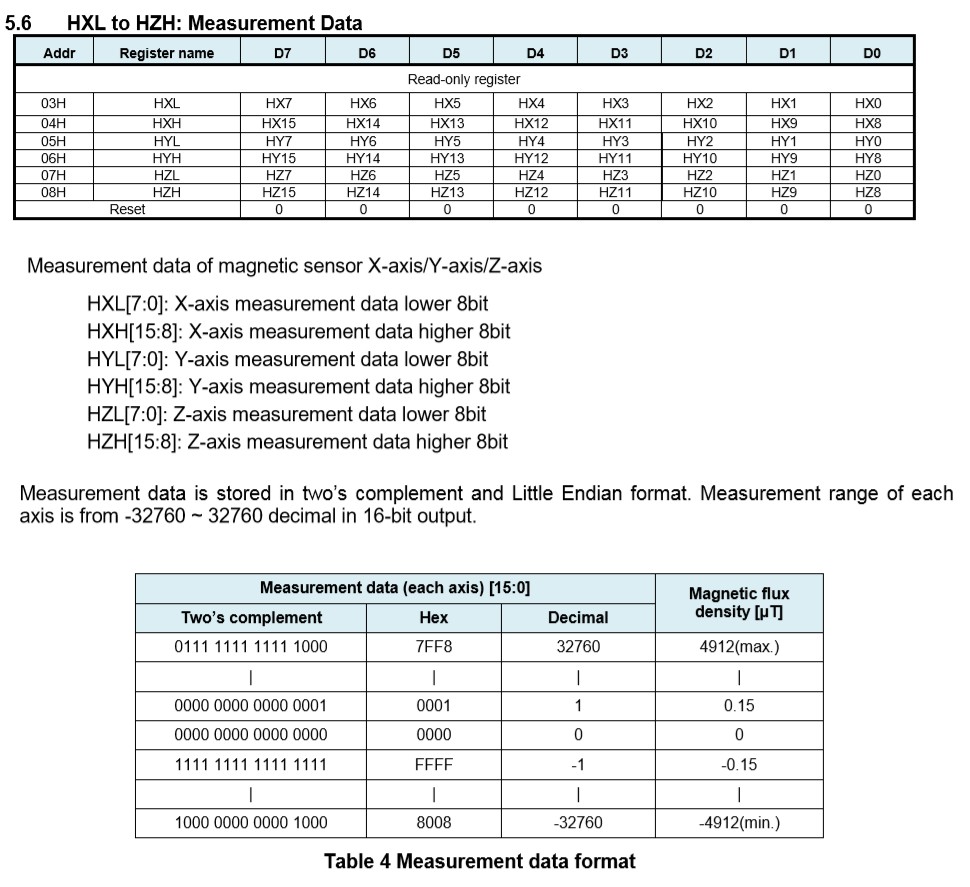 5.6 HXL to HZH: Measurement Data
Addr Register name D7 D6 D5 D4 D3 D2 D1 D0
Read-only register
03H HXL HX7 HX6 HX5 HX4 HX3 HX2 HX1 HX0
04H HXH HX15 HX14 HX13 HX12 HX11 HX10 HX9 HX8
05H HYL HY7 HY6 HY5 HY4 HY3 HY2 HY1 HY0
06H HYH HY15 HY14 HY13 HY12 HY11 HY10 HY9 HY8
07H HZL HZ7 HZ6 HZ5 HZ4 HZ3 HZ2 HZ1 HZ0
08H HZH HZ15 HZ14 HZ13 HZ12 HZ11 HZ10 HZ9 HZ8
Reset 0 0 0 0 0 0 0 0
Measurement data of magnetic sensor X-axis/Y-axis/Z-axis
HXL[7:0]: X-axis measurement data lower 8bit
HXH[15:8]: X-axis measurement data higher 8bit
HYL[7:0]: Y-axis measurement data lower 8bit
HYH[15:8]: Y-axis measurement data higher 8bit
HZL[7:0]: Z-axis measurement data lower 8bit
HZH[15:8]: Z-axis measurement data higher 8bit
Measurement data is stored in two’s complement and Little Endian format. Measurement range of each
axis is from -32760 ~ 32760 decimal in 16-bit output.
Measurement data (each axis) [15:0] Magnetic flux
density [µT]
Two’s complement Hex Decimal
0111 1111 1111 1000 7FF8 32760 4912(max.)
| | | |
0000 0000 0000 0001 0001 1 0.15
0000 0000 0000 0000 0000 0 0
1111 1111 1111 1111 FFFF -1 -0.15
| | | |
1000 0000 0000 1000 8008 -32760 -4912(min.)
Table 4 Measurement data format